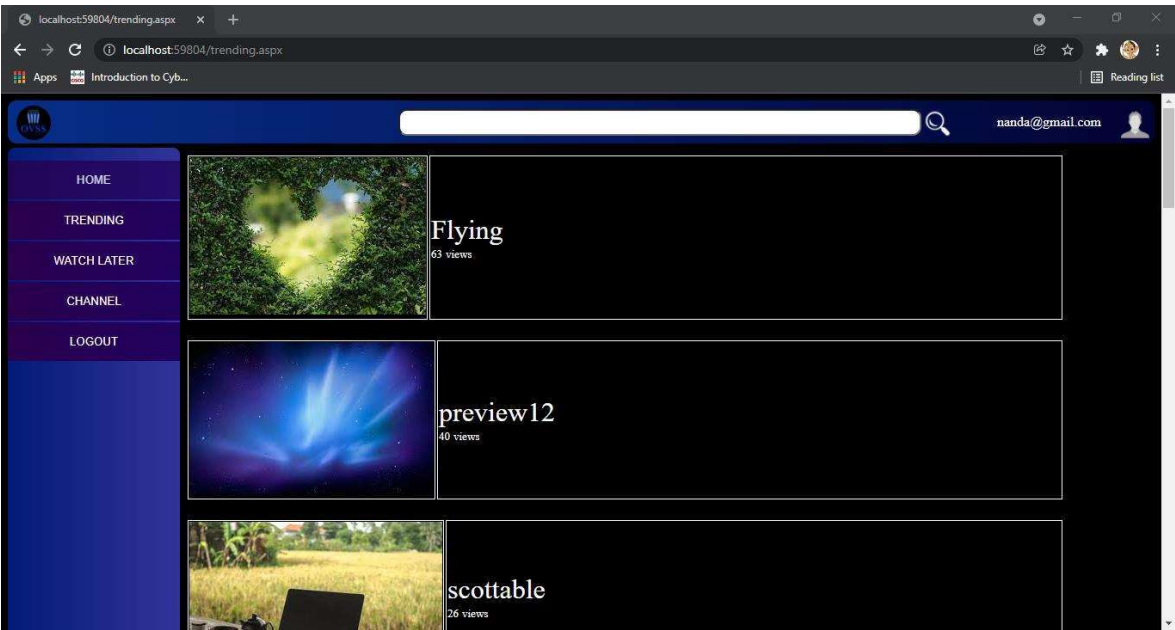 localhost:59804/trending.aspx
localhost:59804/trending.aspx
Apps Introduction to Cyb... Reading list
OVSS nanda@gmail.com
HOME
TRENDING
WATCH LATER
CHANNEL
LOGOUT
Flying
63 views
preview12
40 views
scottable
26 views